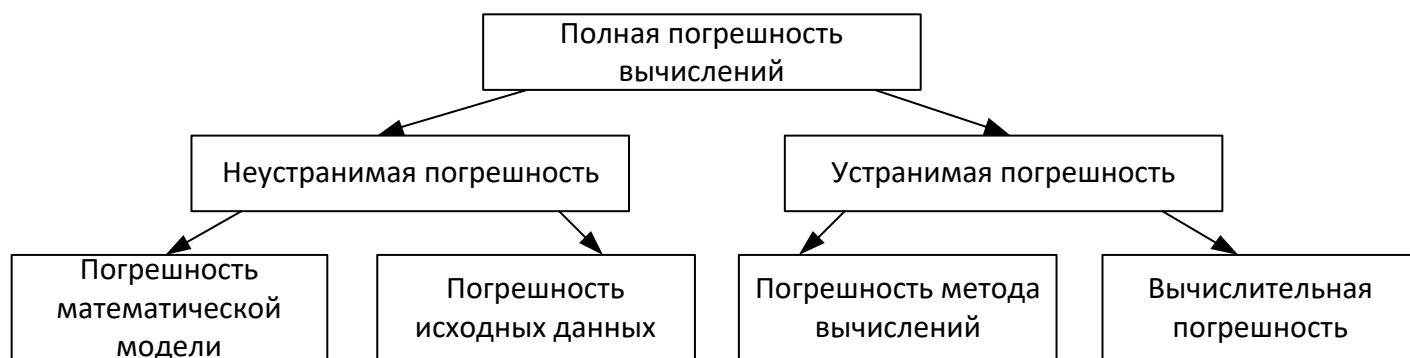 Полная погрешность
вычислений
Неустранимая погрешность
Устранимая погрешность
Погрешность
математической
модели
Погрешность
исходных данных
Погрешность метода
вычислений
Вычислительная
погрешность